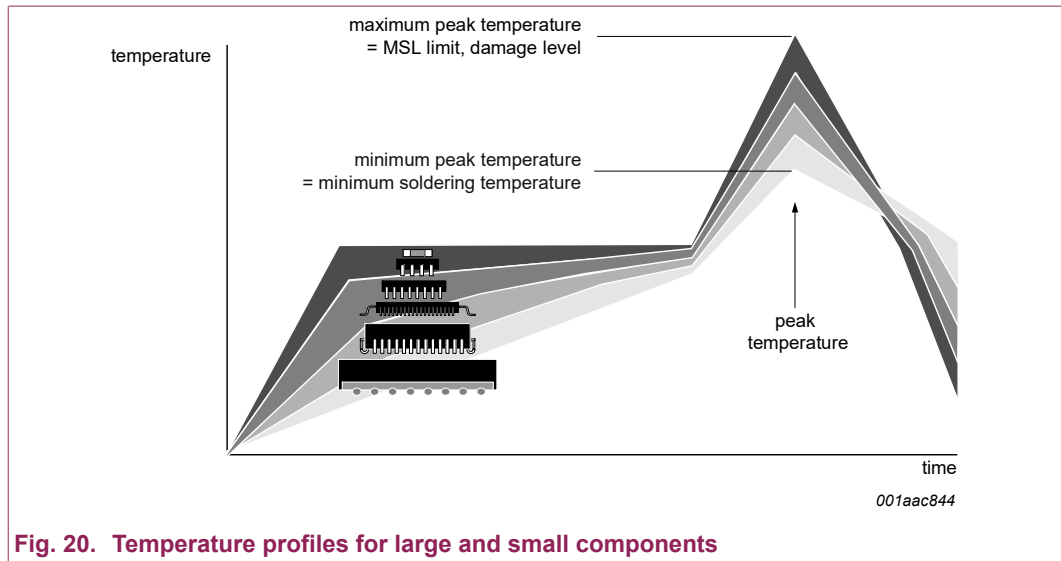 maximum peak temperature
= MSL limit, damage level
temperature
minimum peak temperature
= minimum soldering temperature
peak
temperature
time
001aac844
Fig. 20. Temperature profiles for large and small components